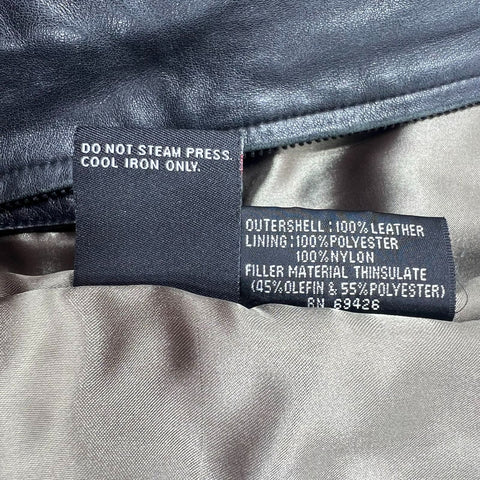 DO NOT STEAM PRESS.
COOL IRON ONLY.
OUTERSHELL: 100% LEATHER
LINING: 100% POLYESTER
100% NYLON
FILLER MATERIAL THINSULATE
(45% OLEFIN & 55% POLYESTER)
RN 69426